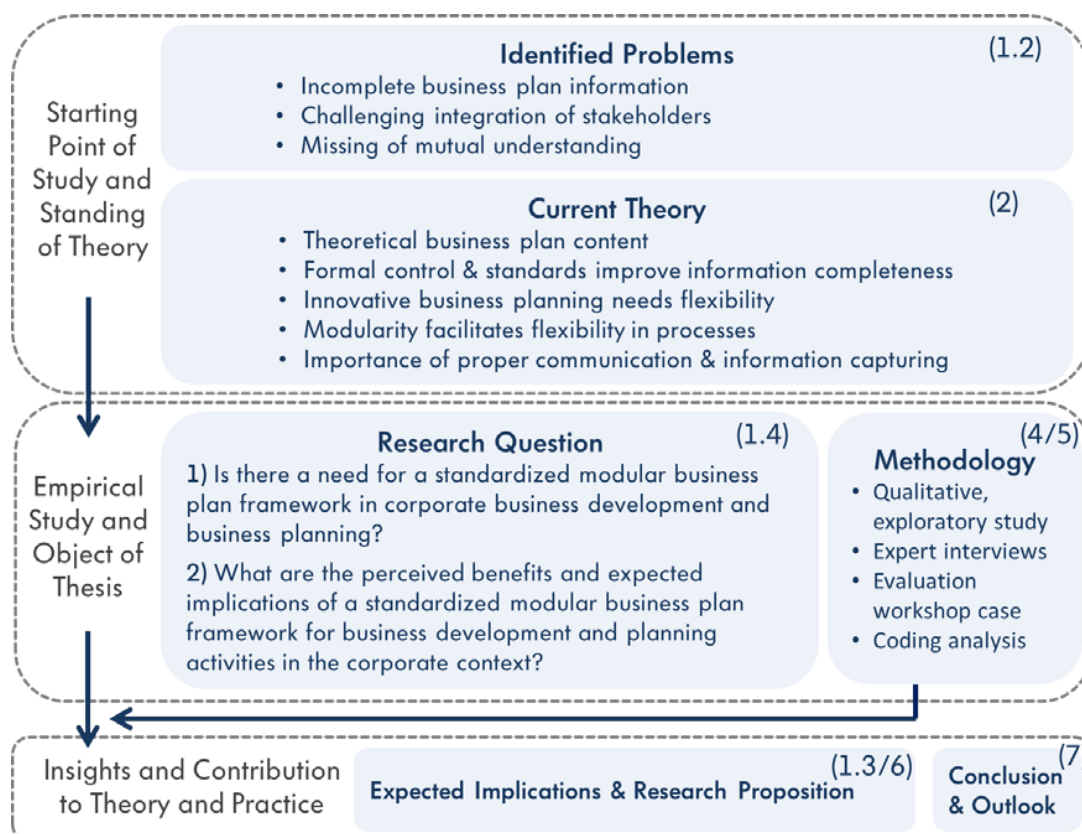 Starting
Point of
Study and
Standing
of Theory
Identified Problems
(1.2)
• Incomplete business plan information
• Challenging integration of stakeholders
• Missing of mutual understanding
Current Theory
(2)
• Theoretical business plan content
• Formal control & standards improve information completeness
• Innovative business planning needs flexibility
• Modularity facilitates flexibility in processes
• Importance of proper communication & information capturing
Empirical
Study and
Object of
Thesis
Research Question
(1.4)
1) Is there a need for a standardized modular business
plan framework in corporate business development and
business planning?
2) What are the perceived benefits and expected
implications of a standardized modular business plan
framework for business development and planning
activities in the corporate context?
(4/5)
Methodology
• Qualitative,
exploratory study
• Expert interviews
• Evaluation
workshop case
• Coding analysis
Insights and Contribution
to Theory and Practice
(1.3/6)
Expected Implications & Research Proposition
(7
Conclusion
& Outlook